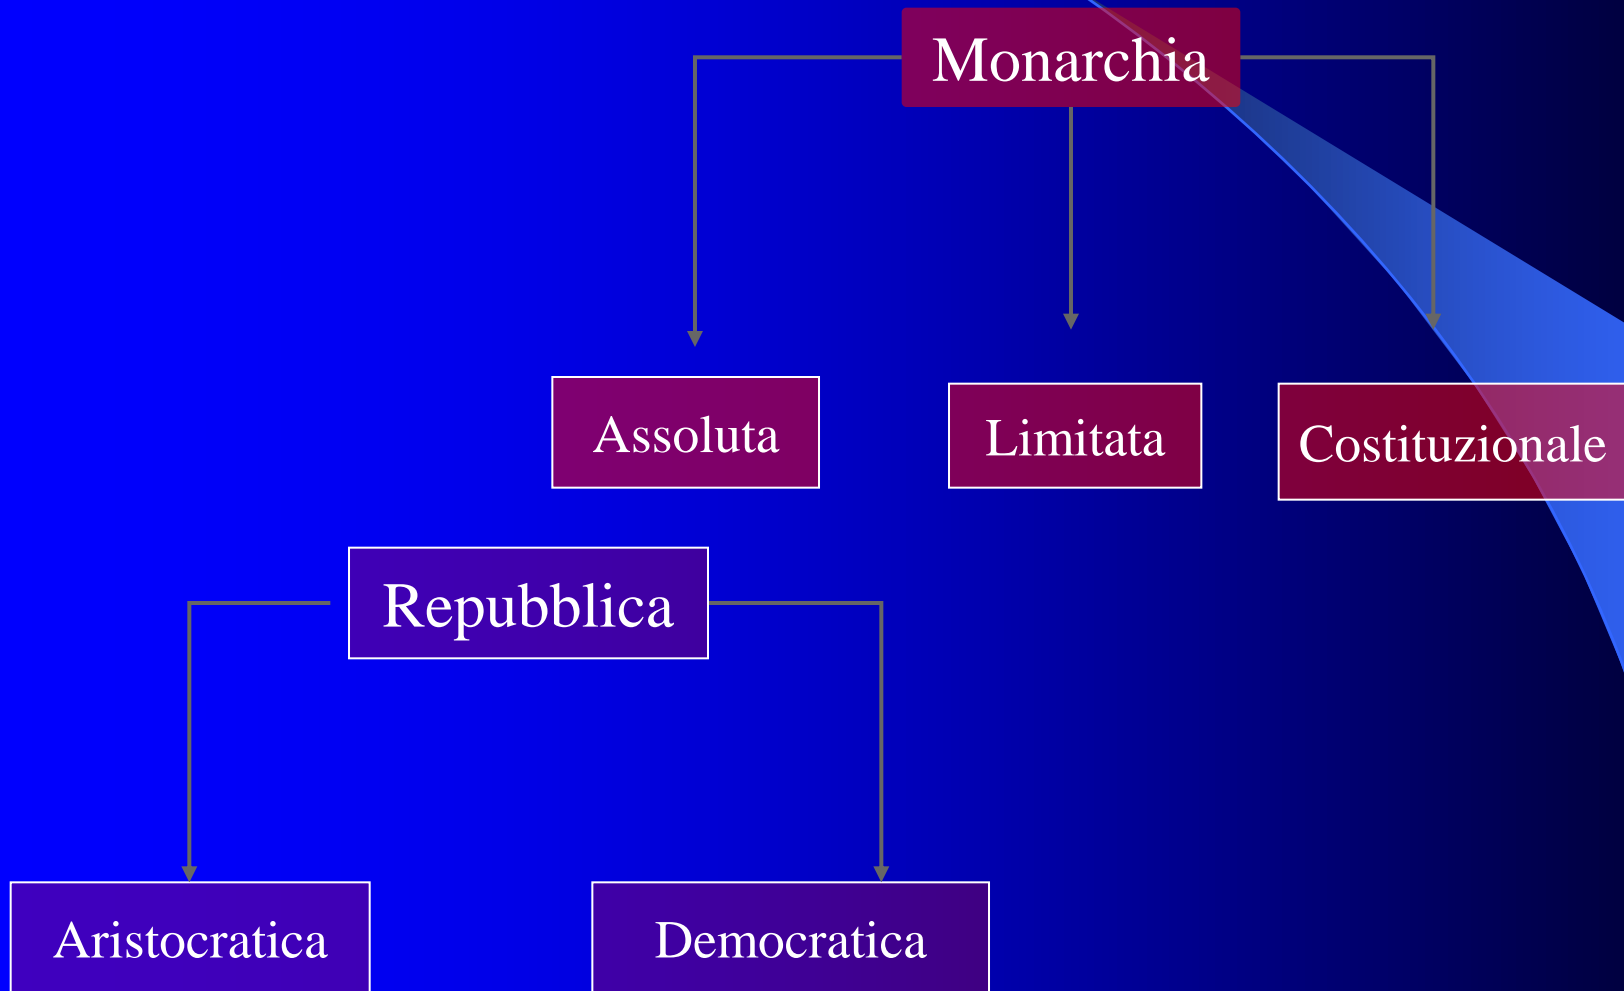 Monarchia
Assoluta
Limitata
Costituzionale
Repubblica
Aristocratica
Democratica